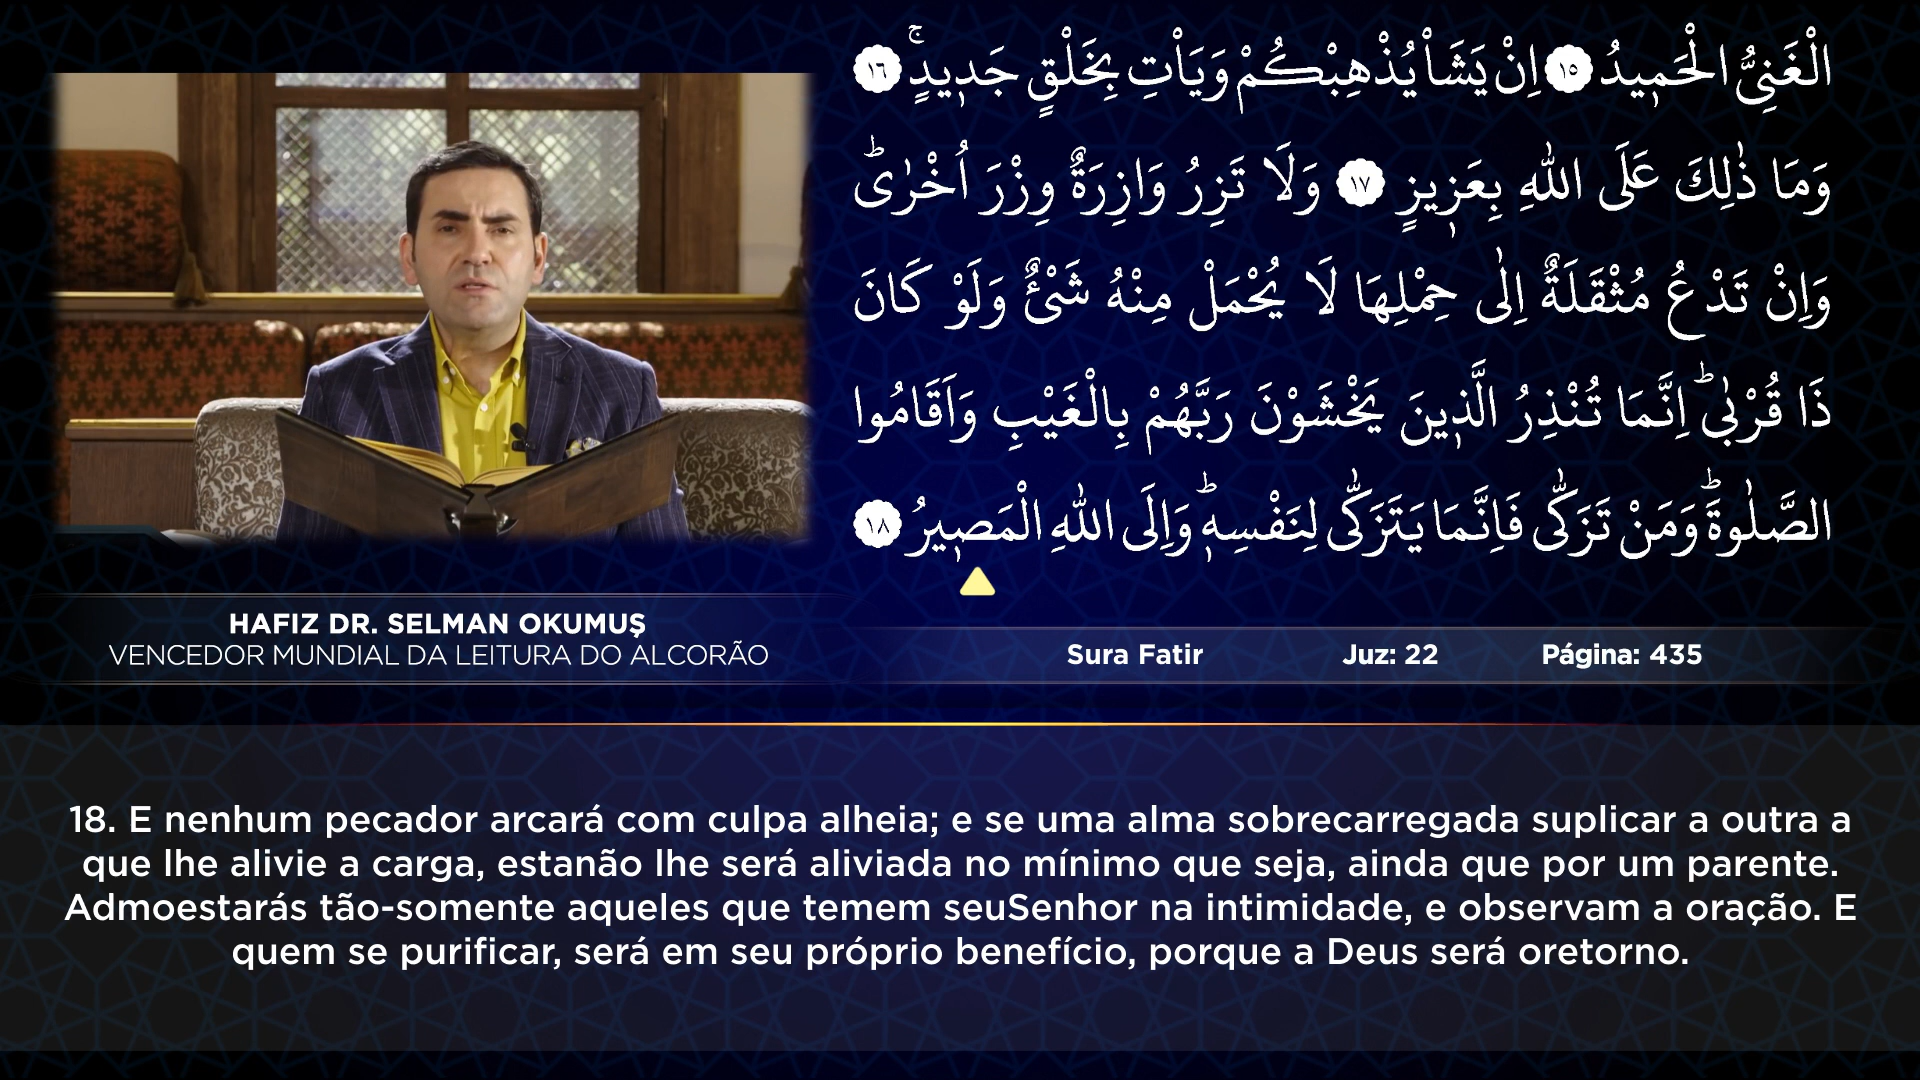 الْغَنِيُّ الْحَمٖيدُ ١٥ اِنْ يَشَاْ يُذْهِبْكُمْ وَيَاْتِ بِخَلْقٍ جَدٖيدٍۚ ١٦
وَمَا ذٰلِكَ عَلَى اللّٰهِ بِعَزٖيزٍ ١٧ وَلَا تَزِرُ وَازِرَةٌ وِزْرَ اُخْرٰىؕ
وَاِنْ تَدْعُ مُثْقَلَةٌ اِلٰى حِمْلِهَا لَا يُحْمَلْ مِنْهُ شَىْءٌ وَلَوْ كَانَ
ذَا قُرْبٰىؕ اِنَّمَا تُنْذِرُ الَّذٖينَ يَخْشَوْنَ رَبَّهُمْ بِالْغَيْبِ وَاَقَامُوا
الصَّلٰوةَؕ وَمَنْ تَزَكّٰى فَاِنَّمَا يَتَزَكّٰى لِنَفْسِهٖؕ وَاِلَى اللّٰهِ الْمَصٖيرُ ١٨
HAFIZ DR. SELMAN OKUMUŞ
VENCEDOR MUNDIAL DA LEITURA DO ALCORÃO
Sura Fatir Juz: 22 Página: 435
18. E nenhum pecador arcará com culpa alheia; e se uma alma sobrecarregada suplicar a outra a
que lhe alivie a carga, estanão lhe será aliviada no mínimo que seja, ainda que por um parente.
Admoestarás tão-somente aqueles que temem seuSenhor na intimidade, e observam a oração. E
quem se purificar, será em seu próprio benefício, porque a Deus será oretorno.